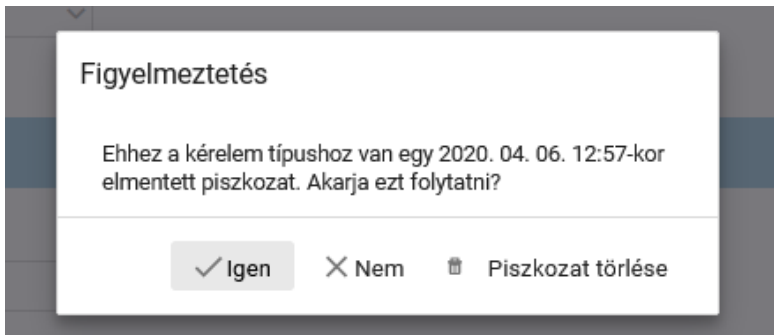 Figyelmeztetés
Ehhez a kérelem típushoz van egy 2020. 04. 06. 12:57-kor
elmentett piszkozat. Akarja ezt folytatni?
Igen Nem Piszkozat törlése